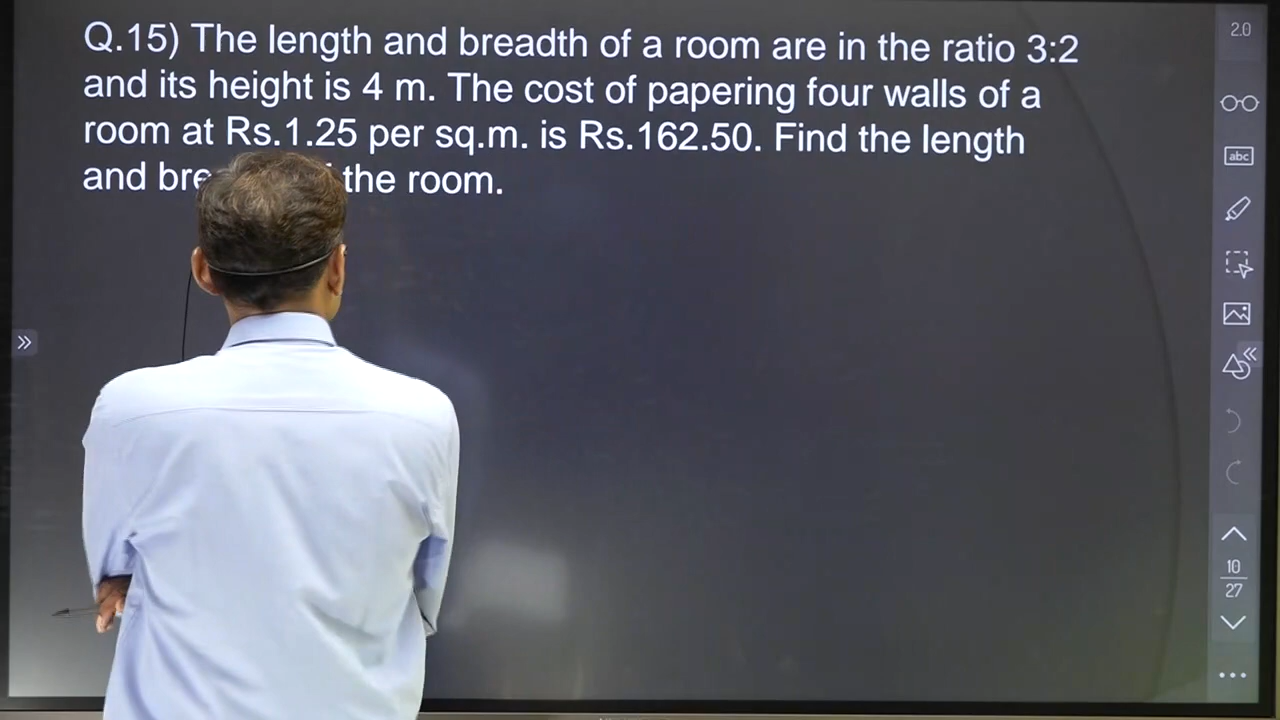 Q.15) The length and breadth of a room are in the ratio 3:2
and its height is 4 m. The cost of papering four walls of a
room at Rs.1.25 per sq.m. is Rs.162.50. Find the length
and the room.
2.0
abc
10
27